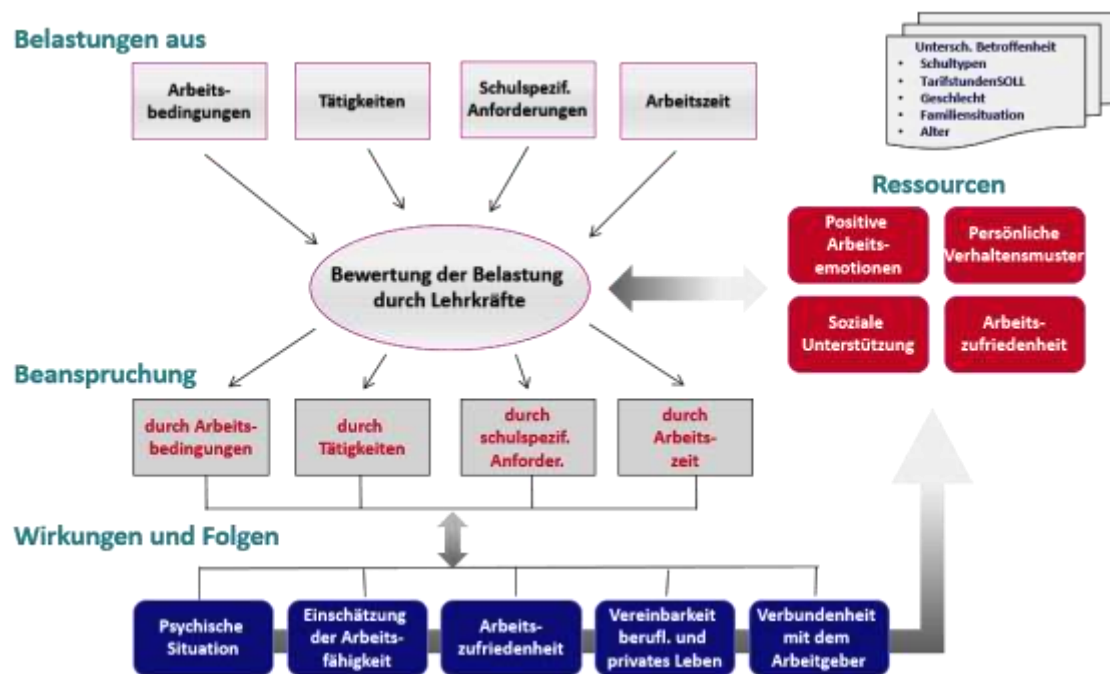 Belastungen aus
Arbeits-
bedingungen
Tätigkeiten
Schulspezif.
Anforderungen
Arbeitszeit
Untersch. Betroffenheit
• Schultypen
• TarifstundenSOLL
• Geschlecht
• Familiensituation
• Alter
Ressourcen
Positive
Arbeits-
emotionen
Persönliche
Verhaltensmuster
Soziale
Unterstützung
Arbeits-
zufriedenheit
Bewertung der Belastung
durch Lehrkräfte
Beanspruchung
durch Arbeits-
bedingungen
durch
Tätigkeiten
durch
schulspezif.
Anforder.
durch
Arbeits-
zeit
Wirkungen und Folgen
Psychische
Situation
Einschätzung
der Arbeits-
fähigkeit
Arbeits-
zufriedenheit
Vereinbarkeit
berufl. und
privates Leben
Verbundenheit
mit dem
Arbeitgeber